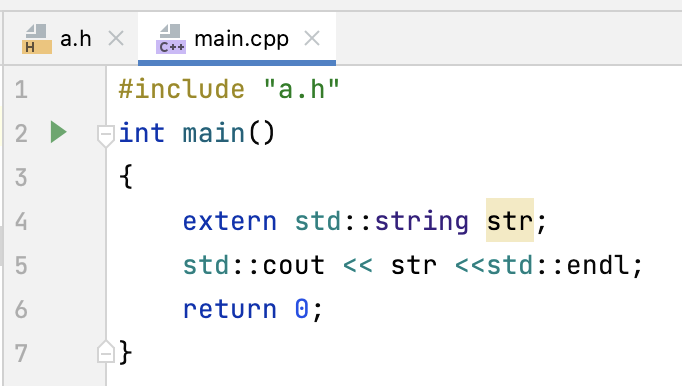 H a.h C++ main.cpp
1 #include "a.h"
2 int main()
3 {
4 extern std::string str;
5 std::cout << str <<std::endl;
6 return 0;
7 }